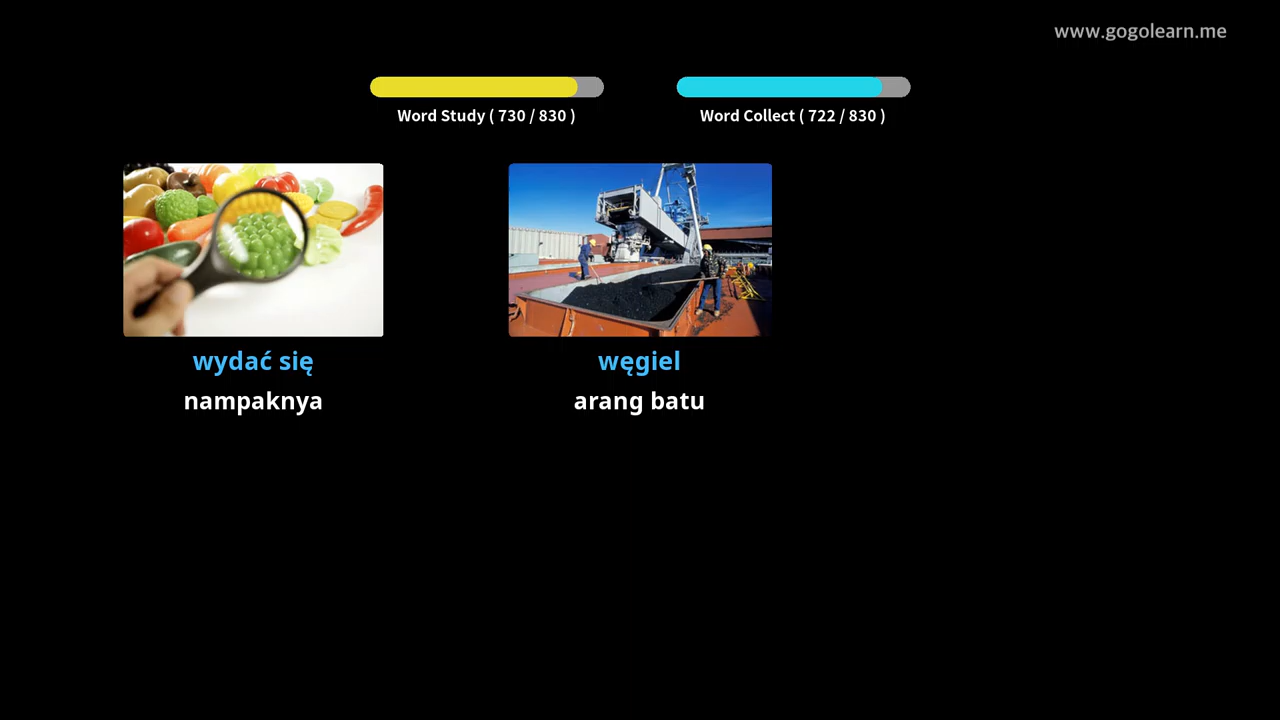 www.gogolearn.me
Word Study ( 730 / 830 )
Word Collect ( 722 / 830 )
wydać się
nampaknya
węgiel
arang batu